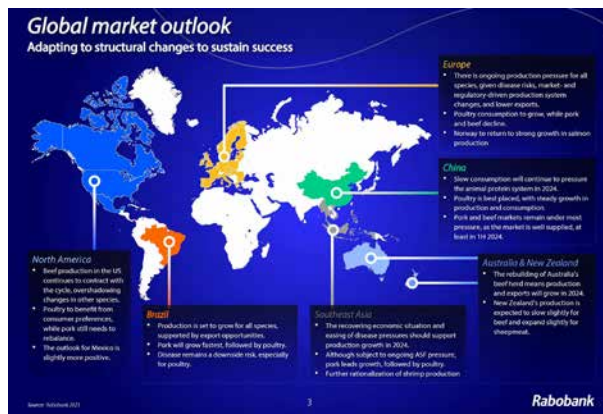 Global market outlook
Adapting to structural changes to sustain success
Europe
• There is ongoing production pressure for all
species, given disease risks, market- and
regulatory-driven production system
changes, and lower exports.
• Poultry consumption to grow, while pork
and beef decline.
• Norway to return to strong growth in salmon
production
China
• Slow consumption will continue to pressure
the animal protein system in 2024.
• Poultry is best placed, with steady growth in
production and consumption.
• Pork and beef markets remain under most
pressure, as the market is well supplied, at
least in 1H 2024.
North America
• Beef production in the US
continues to contract with
the cycle, overshadowing
changes in other species.
• Poultry to benefit from
consumer preferences,
while pork still needs to
rebalance.
• The outlook for Mexico is
slightly more positive.
Brazil
• Production is set to grow for all species,
supported by export opportunities.
• Pork will grow fastest, followed by poultry.
• Disease remains a downside risk, especially
for poultry.
Southeast Asia
• The recovering economic situation and
easing of disease pressures should support
production growth in 2024.
• Although subject to ongoing ASF pressure,
pork leads growth, followed by poultry.
• Further rationalization of shrimp production
Australia & New Zealand
• The rebuilding of Australia's
beef herd means production
and exports will grow in 2024.
• New Zealand's production is
expected to slow slightly for
beef and expand slightly for
sheepmeat.
Source: Rabobank 2023
3
Rabobank